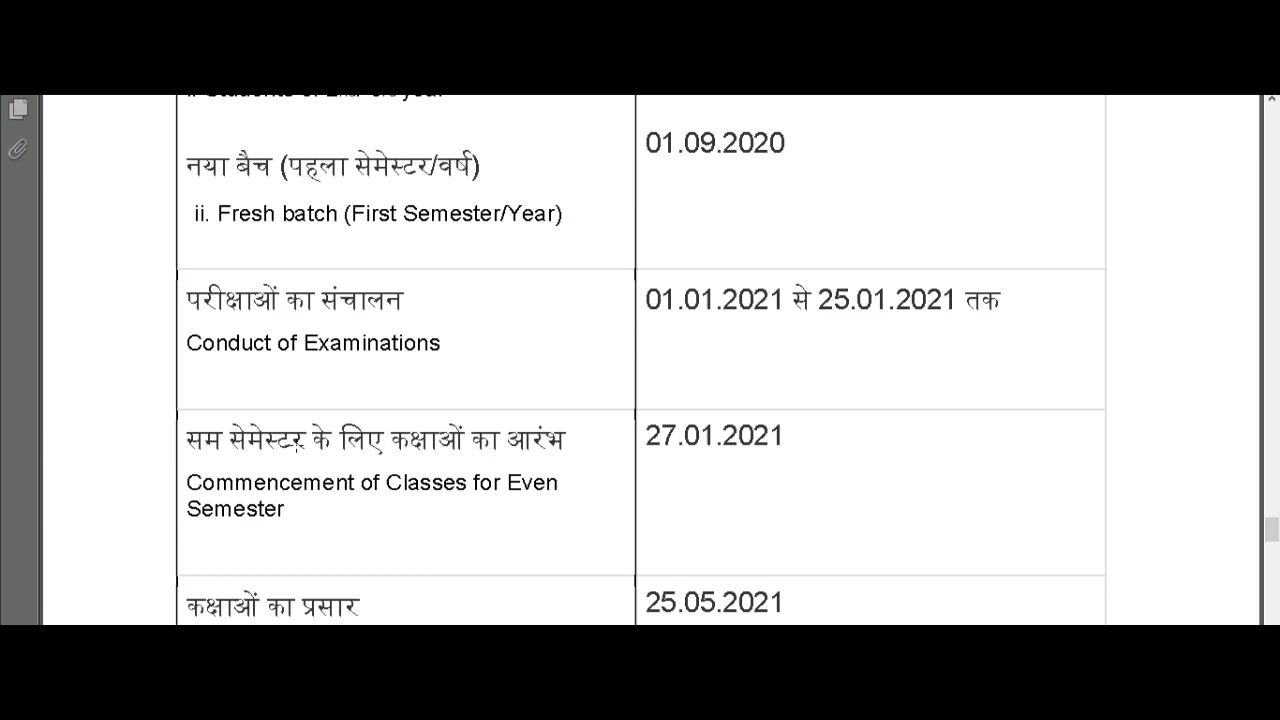 नया बैच (पहला सेमेस्टर/वर्ष)
01.09.2020
ii. Fresh batch (First Semester/Year)
परीक्षाओं का संचालन
01.01.2021 से 25.01.2021 तक
Conduct of Examinations
सम सेमेस्टर के लिए कक्षाओं का आरंभ
27.01.2021
Commencement of Classes for Even
Semester
कक्षाओं का प्रसार
25.05.2021